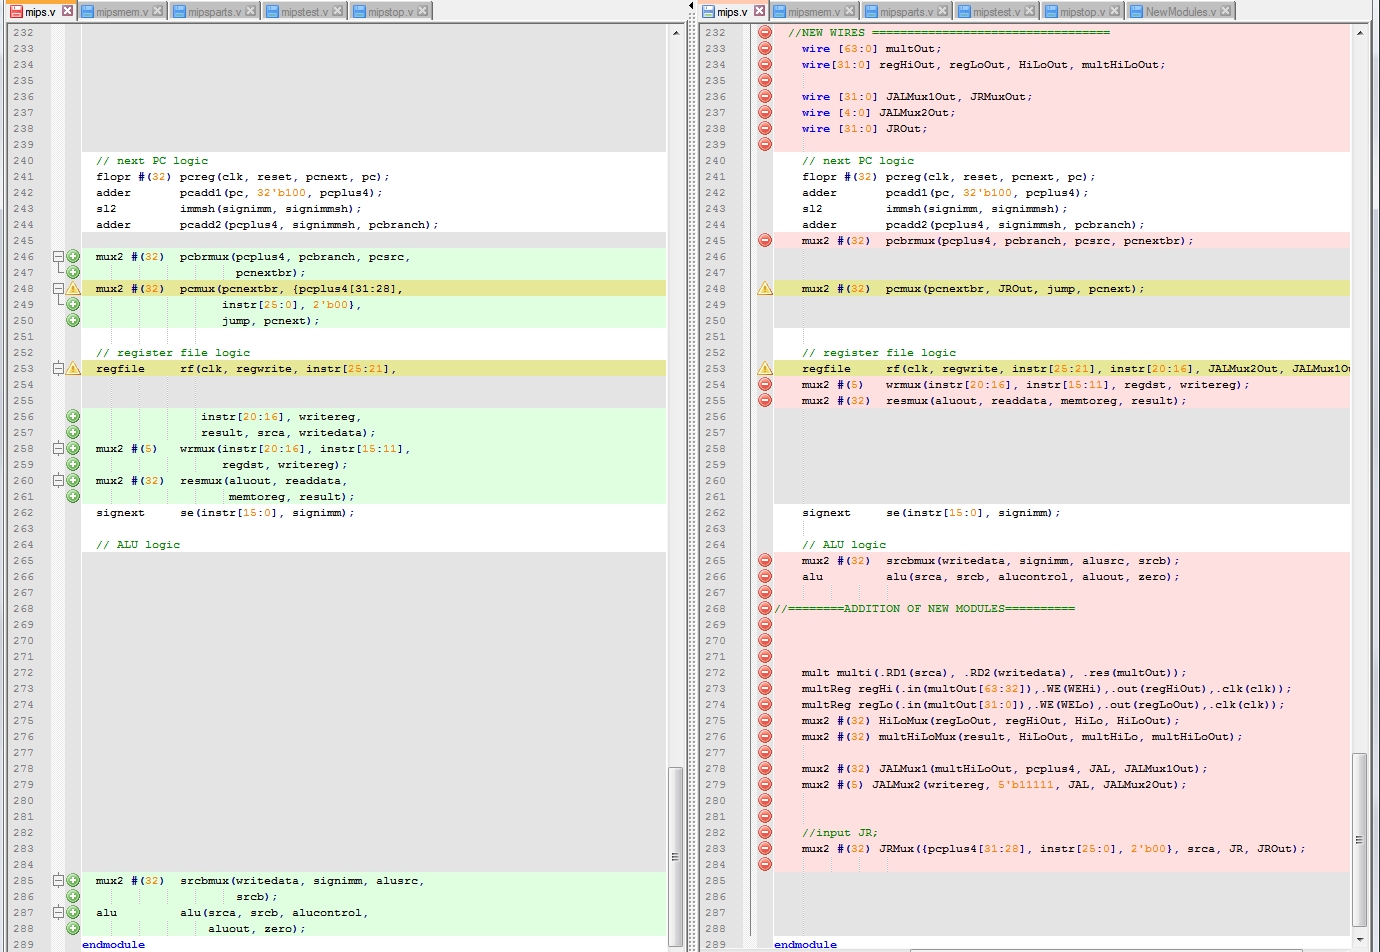 mips.v mipsmem.v mipsparts.v mipstest.v mipstop.v
232
233
234
235
236
237
238
239
240 // next PC logic
241 flopr #(32) pcreg(clk, reset, pcnext, pc);
242 adder pcadd1(pc, 32'b100, pcplus4);
243 sl2 immsh(signimm, signimmsh);
244 adder pcadd2(pcplus4, signimmsh, pcbranch);
245
246 mux2 #(32) pcbrmux(pcplus4, pcbranch, pcsrc,
247 pcnextbr);
248 mux2 #(32) pcmux(pcnextbr, {pcplus4[31:28],
249 instr[25:0], 2'b00},
250 jump, pcnext);
251
252 // register file logic
253 regfile rf(clk, regwrite, instr[25:21],
254
255
256 instr[20:16], writereg,
257 result, srca, writedata);
258 mux2 #(5) wrmux(instr[20:16], instr[15:11],
259 regdst, writereg);
260 mux2 #(32) resmux(aluout, readdata,
261 memtoreg, result);
262 signext se(instr[15:0], signimm);
263
264 // ALU logic
265
266
267
268
269
270
271
272
273
274
275
276
277
278
279
280
281
282
283
284
285 mux2 #(32) srcbmux(writedata, signimm, alusrc,
286 srcb);
287 alu alu(srca, srcb, alucontrol,
288 aluout, zero);
289 endmodule
mips.v mipsmem.v mipsparts.v mipstest.v mipstop.v NewModules.v
232 //NEW WIRES ==================================
233 wire [63:0] multOut;
234 wire[31:0] regHiOut, regLoOut, HiLoOut, multHiLoOut;
235
236 wire [31:0] JALMux1Out, JRMuxOut;
237 wire [4:0] JALMux2Out;
238 wire [31:0] JROut;
239
240 // next PC logic
241 flopr #(32) pcreg(clk, reset, pcnext, pc);
242 adder pcadd1(pc, 32'b100, pcplus4);
243 sl2 immsh(signimm, signimmsh);
244 adder pcadd2(pcplus4, signimmsh, pcbranch);
245 mux2 #(32) pcbrmux(pcplus4, pcbranch, pcsrc, pcnextbr);
246
247
248 mux2 #(32) pcmux(pcnextbr, JROut, jump, pcnext);
249
250
251
252 // register file logic
253 regfile rf(clk, regwrite, instr[25:21], instr[20:16], JALMux2Out, JALMux1O
254 mux2 #(5) wrmux(instr[20:16], instr[15:11], regdst, writereg);
255 mux2 #(32) resmux(aluout, readdata, memtoreg, result);
256
257
258
259
260
261
262 signext se(instr[15:0], signimm);
263
264 // ALU logic
265 mux2 #(32) srcbmux(writedata, signimm, alusrc, srcb);
266 alu alu(srca, srcb, alucontrol, aluout, zero);
267
268 //========ADDITION OF NEW MODULES==========
269
270
271
272 mult multi(.RD1(srca), .RD2(writedata), .res(multOut));
273 multReg regHi(.in(multOut[63:32]),.WE(WEHi),.out(regHiOut),.clk(clk));
274 multReg regLo(.in(multOut[31:0]),.WE(WELo),.out(regLoOut),.clk(clk));
275 mux2 #(32) HiLoMux(regLoOut, regHiOut, HiLo, HiLoOut);
276 mux2 #(32) multHiLoMux(result, HiLoOut, multHiLo, multHiLoOut);
277
278 mux2 #(32) JALMux1(multHiLoOut, pcplus4, JAL, JALMux1Out);
279 mux2 #(5) JALMux2(writereg, 5'b11111, JAL, JALMux2Out);
280
281
282 //input JR;
283 mux2 #(32) JRMux({pcplus4[31:28], instr[25:0], 2'b00}, srca, JR, JROut);
284
285
286
287
288
289 endmodule